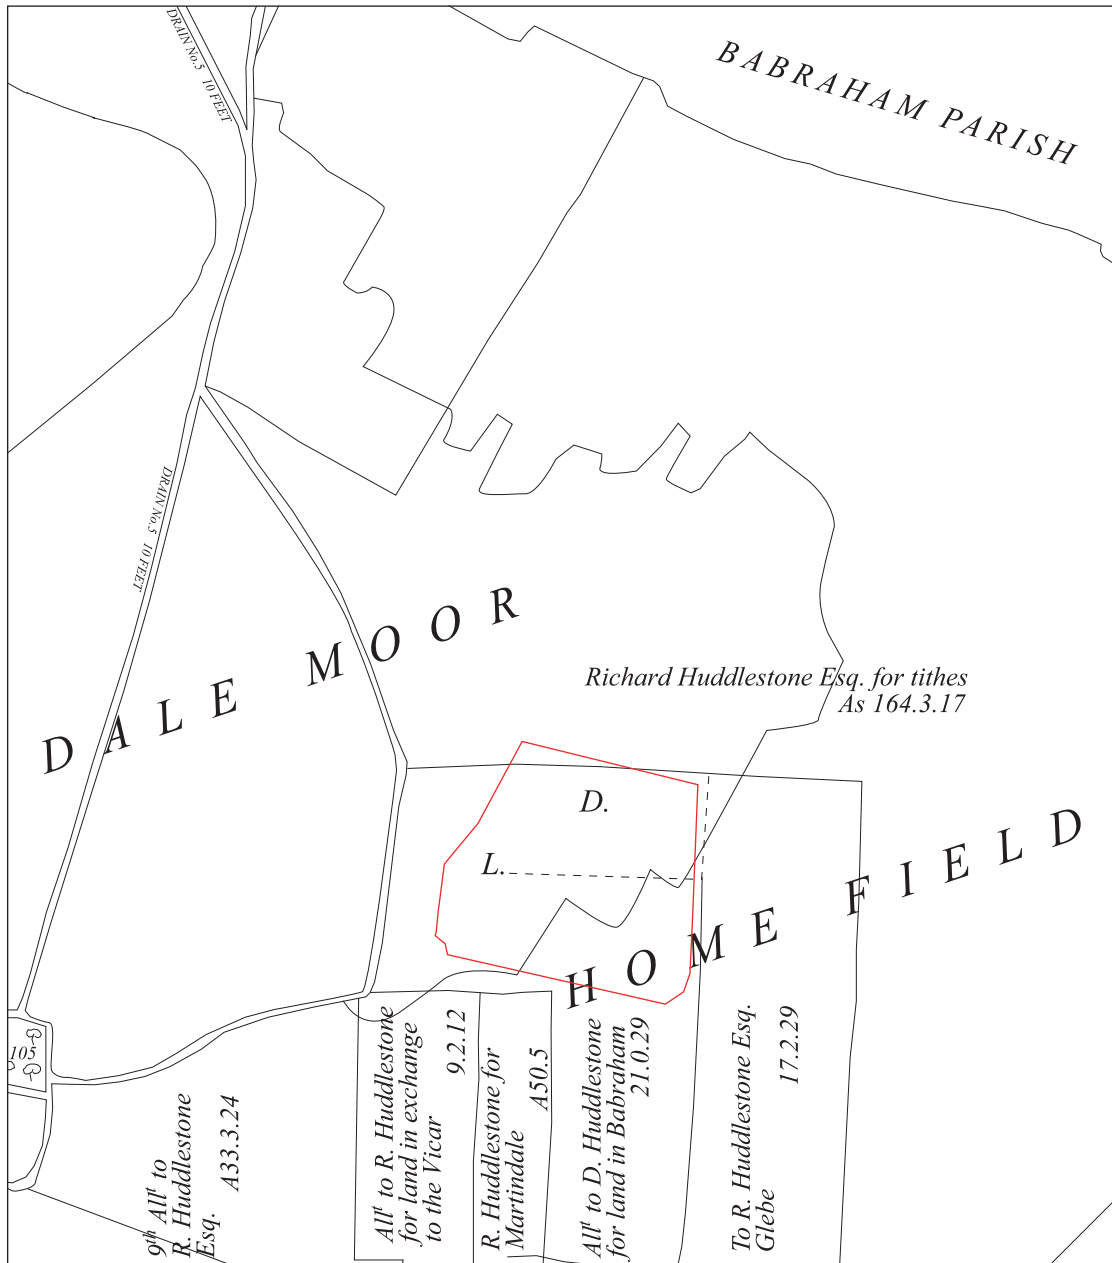 DRAIN No.5 10 FEET
BABRAHAM PARISH
DRAIN No.5 10 FEET
DALE MOOR
Richard Huddlestone Esq. for tithes
As 164.3.17
D.
L.
HOME FIELD
105
9th Allt to
R. Huddlestone
Esq.
A33.3.24
Allt to R. Huddlestone
for land in exchange
to the Vicar
9.2.12
R. Huddlestone for
Martindale
A50.5
Allt to D. Huddlestone
for land in Babraham
21.0.29
To R. Huddlestone Esq.
Glebe
17.2.29